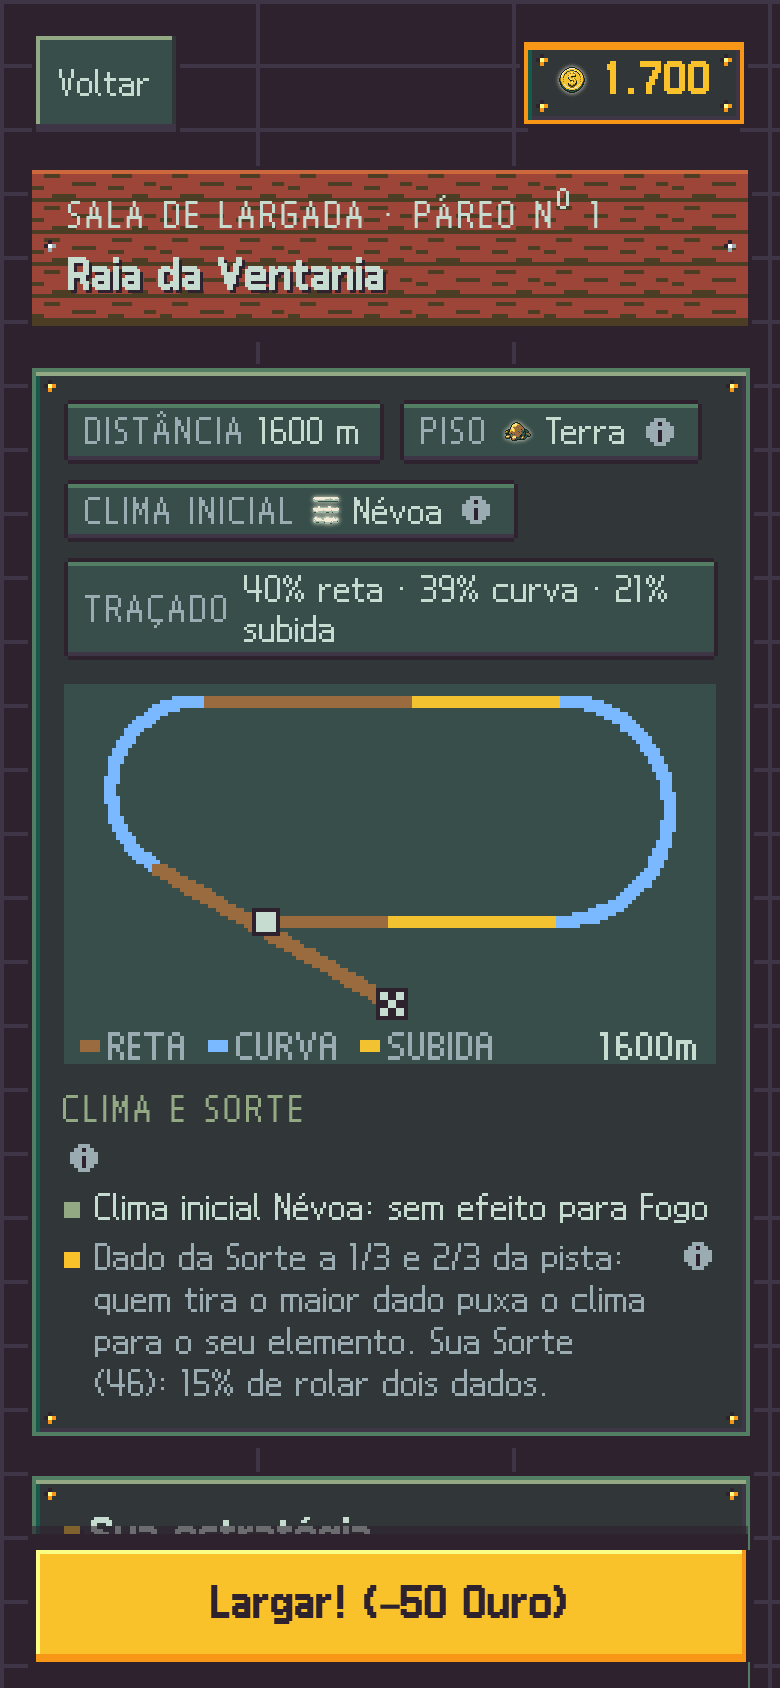 Voltar
1.700
SALA DE LARGADA · PÁREO Nº 1
Raia da Ventania
DISTÂNCIA 1600 m
PISO Terra
CLIMA INICIAL Névoa
TRAÇADO 40% reta · 39% curva · 21% subida
RETA CURVA SUBIDA 1600m
CLIMA E SORTE
Clima inicial Névoa: sem efeito para Fogo
Dado da Sorte a 1/3 e 2/3 da pista:
quem tira o maior dado puxa o clima
para o seu elemento. Sua Sorte
(46): 15% de rolar dois dados.
Sua estratégia
Largar! (-50 Ouro)